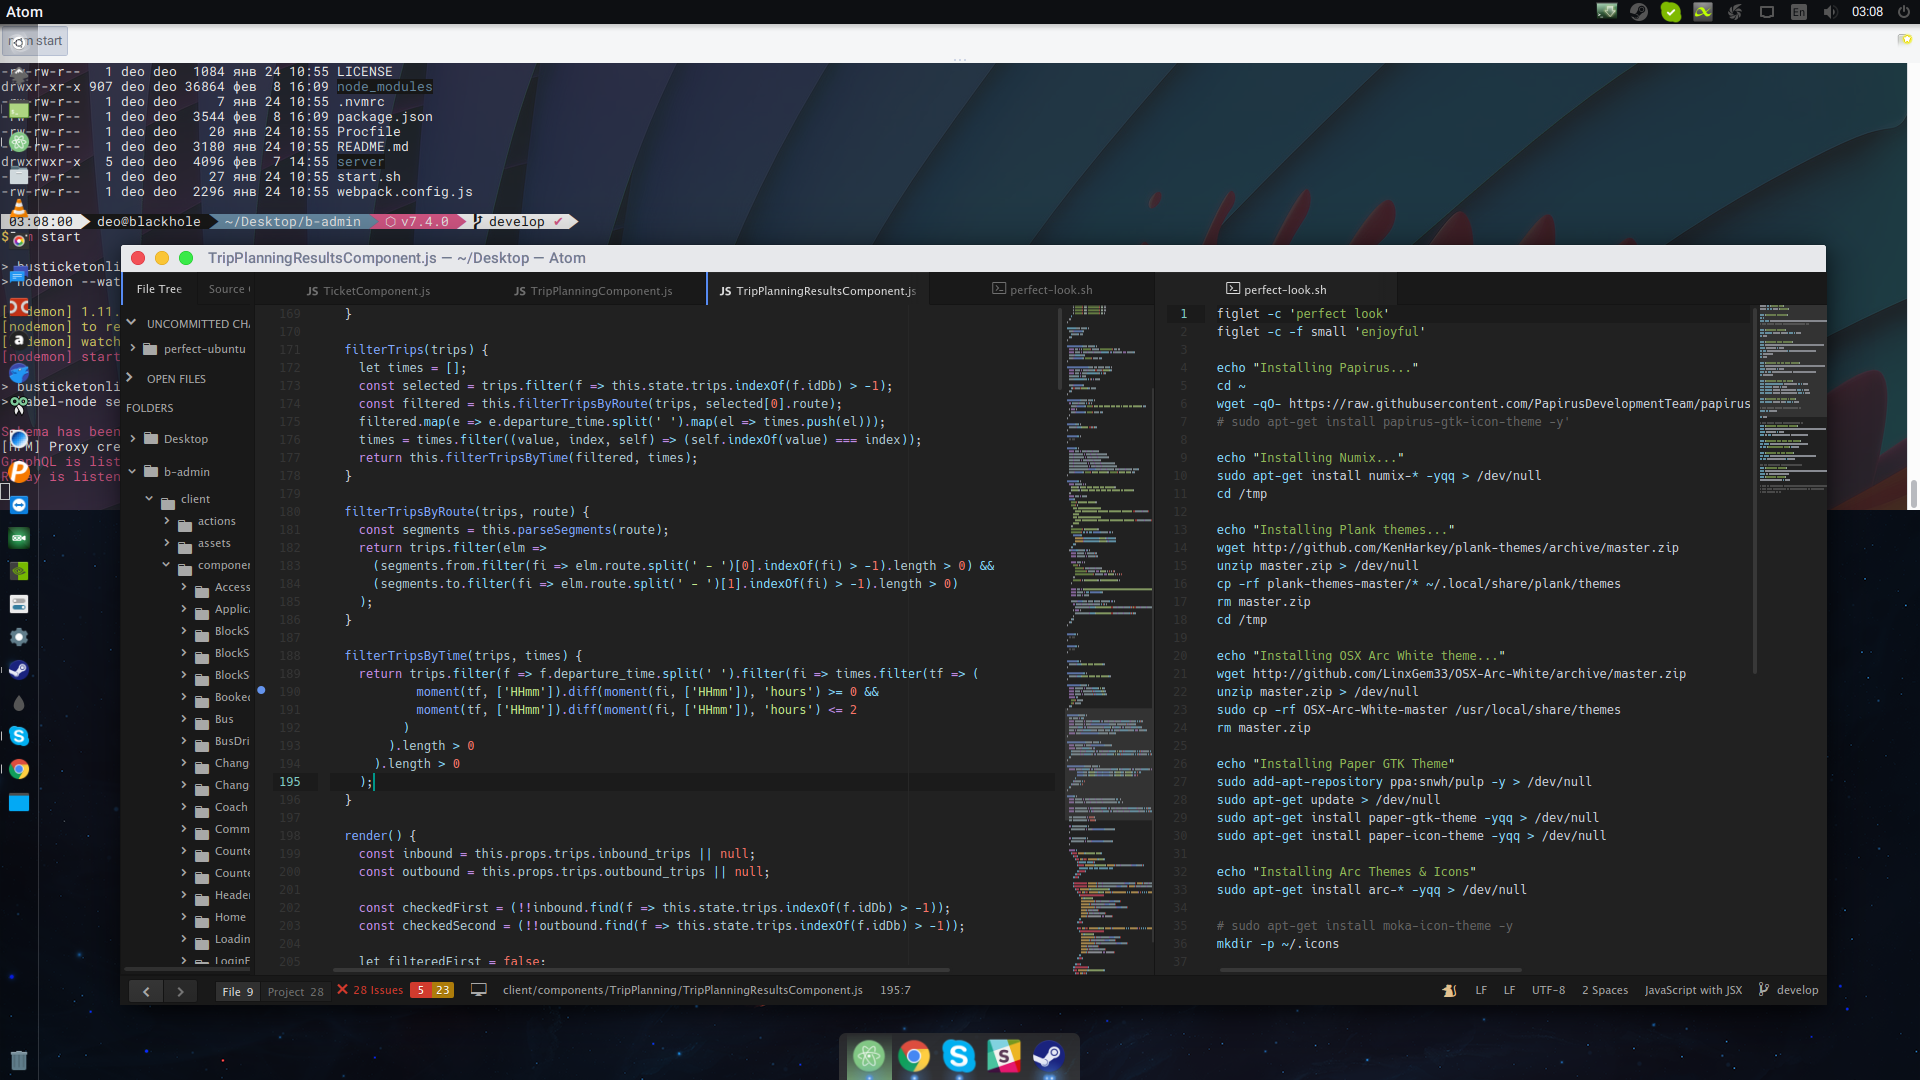 Atom
En
03:08
start
-rw-rw-r-- 1 deo deo 1084 янв 24 10:55 LICENSE
drwxr-xr-x 907 deo deo 36864 фев 8 16:09 node_modules
-rw-rw-r-- 1 deo deo 7 янв 24 10:55 .nvmrc
-rw-rw-r-- 1 deo deo 3544 фев 8 16:09 package.json
-rw-rw-r-- 1 deo deo 20 янв 24 10:55 Procfile
-rw-rw-r-- 1 deo deo 3180 янв 24 10:55 README.md
drwxrwxr-x 5 deo deo 4096 фев 7 14:55 server
-rw-rw-r-- 1 deo deo 27 янв 24 10:55 start.sh
-rw-rw-r-- 1 deo deo 2296 янв 24 10:55 webpack.config.js
03:08:00 deo@blackhole ~/Desktop/b-admin v7.4.0 develop ✔
$ start
> busticketonli
> nodemon --wat
[nodemon] 1.11.
[nodemon] to re
[nodemon] watch
[nodemon] start
> busticketonli
> babel-node se
Schema has been
[HPM] Proxy cre
GraphQL is list
Relay is listen
TripPlanningResultsComponent.js — ~/Desktop — Atom
File Tree
Source
JS TicketComponent.js
JS TripPlanningComponent.js
JS TripPlanningResultsComponent.js
perfect-look.sh
perfect-look.sh
UNCOMMITTED CHA
perfect-ubuntu
OPEN FILES
FOLDERS
Desktop
b-admin
client
actions
assets
componen
Access
Applica
BlockS
BlockS
BlockS
Booked
Bus
BusDri
Chang
Chang
Coach
Comm
Counte
Counte
Header
Home
Loadin
LoginF
169 }
170
171 filterTrips(trips) {
172 let times = [];
173 const selected = trips.filter(f => this.state.trips.indexOf(f.idDb) > -1);
174 const filtered = this.filterTripsByRoute(trips, selected[0].route);
175 filtered.map(e => e.departure_time.split(' ').map(el => times.push(el)));
176 times = times.filter((value, index, self) => (self.indexOf(value) === index));
177 return this.filterTripsByTime(filtered, times);
178 }
179
180 filterTripsByRoute(trips, route) {
181 const segments = this.parseSegments(route);
182 return trips.filter(elm =>
183 (segments.from.filter(fi => elm.route.split(' - ')[0].indexOf(fi) > -1).length > 0) &&
184 (segments.to.filter(fi => elm.route.split(' - ')[1].indexOf(fi) > -1).length > 0)
185 );
186 }
187
188 filterTripsByTime(trips, times) {
189 return trips.filter(f => f.departure_time.split(' ').filter(fi => times.filter(tf => (
190 moment(tf, ['HHmm']).diff(moment(fi, ['HHmm']), 'hours') >= 0 &&
191 moment(tf, ['HHmm']).diff(moment(fi, ['HHmm']), 'hours') <= 2
192 )
193 ).length > 0
194 ).length > 0
195 );
196 }
197
198 render() {
199 const inbound = this.props.trips.inbound_trips || null;
200 const outbound = this.props.trips.outbound_trips || null;
201
202 const checkedFirst = (!!inbound.find(f => this.state.trips.indexOf(f.idDb) > -1));
203 const checkedSecond = (!!outbound.find(f => this.state.trips.indexOf(f.idDb) > -1));
204
205 let filteredFirst = false;
1 figlet -c 'perfect look'
2 figlet -c -f small 'enjoyful'
3
4 echo "Installing Papirus..."
5 cd ~
6 wget -qO- https://raw.githubusercontent.com/PapirusDevelopmentTeam/papirus
7 # sudo apt-get install papirus-gtk-icon-theme -y'
8
9 echo "Installing Numix..."
10 sudo apt-get install numix-* -yqq > /dev/null
11 cd /tmp
12
13 echo "Installing Plank themes..."
14 wget http://github.com/KenHarkey/plank-themes/archive/master.zip
15 unzip master.zip > /dev/null
16 cp -rf plank-themes-master/* ~/.local/share/plank/themes
17 rm master.zip
18 cd /tmp
19
20 echo "Installing OSX Arc White theme..."
21 wget http://github.com/LinxGem33/OSX-Arc-White/archive/master.zip
22 unzip master.zip > /dev/null
23 sudo cp -rf OSX-Arc-White-master /usr/local/share/themes
24 rm master.zip
25
26 echo "Installing Paper GTK Theme"
27 sudo add-apt-repository ppa:snwh/pulp -y > /dev/null
28 sudo apt-get update > /dev/null
29 sudo apt-get install paper-gtk-theme -yqq > /dev/null
30 sudo apt-get install paper-icon-theme -yqq > /dev/null
31
32 echo "Installing Arc Themes & Icons"
33 sudo apt-get install arc-* -yqq > /dev/null
34
35 # sudo apt-get install moka-icon-theme -y
36 mkdir -p ~/.icons
37
File 9
Project 28
28 Issues
5 23
client/components/TripPlanning/TripPlanningResultsComponent.js
195:7
LF
LF
UTF-8
2 Spaces
JavaScript with JSX
develop